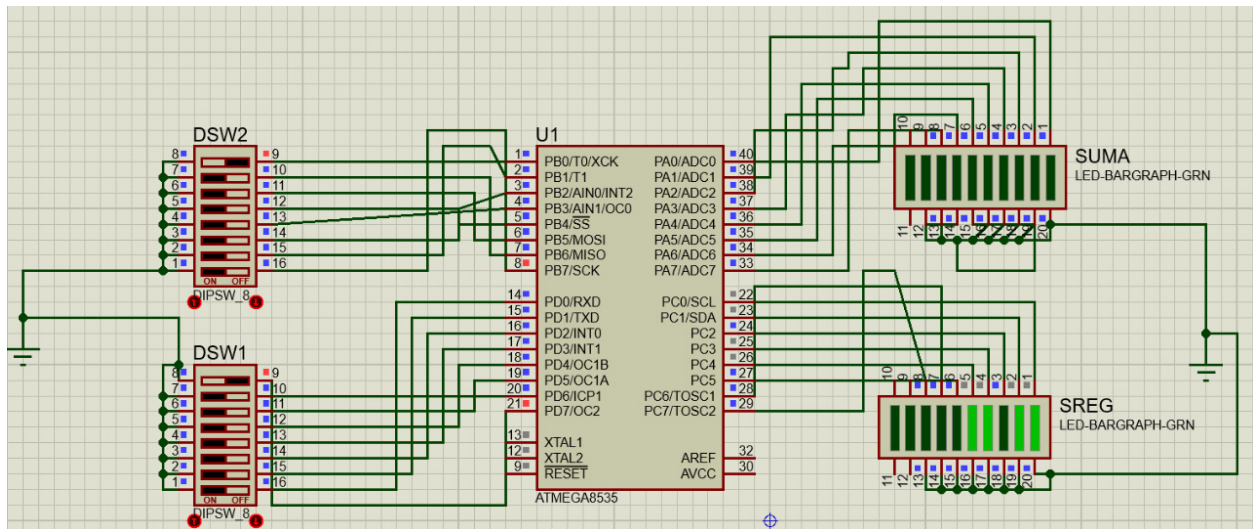 DSW2
8
7
6
5
4
3
2
1
9
10
11
12
13
14
15
16
ON OFF
DIPSW_8
DSW1
8
7
6
5
4
3
2
1
9
10
11
12
13
14
15
16
ON OFF
DIPSW_8
U1
1 PB0/T0/XCK PA0/ADC0 40
2 PB1/T1 PA1/ADC1 39
3 PB2/AIN0/INT2 PA2/ADC2 38
4 PB3/AIN1/OC0 PA3/ADC3 37
5 PB4/SS PA4/ADC4 36
6 PB5/MOSI PA5/ADC5 35
7 PB6/MISO PA6/ADC6 34
8 PB7/SCK PA7/ADC7 33
14 PD0/RXD PC0/SCL 22
15 PD1/TXD PC1/SDA 23
16 PD2/INT0 PC2 24
17 PD3/INT1 PC3 25
18 PD4/OC1B PC4 26
19 PD5/OC1A PC5 27
20 PD6/ICP1 PC6/TOSC1 28
21 PD7/OC2 PC7/TOSC2 29
13 XTAL1
12 XTAL2 AREF 32
9 RESET AVCC 30
ATMEGA8535
10 9 8 7 6 5 4 3 2 1
SUMA
LED-BARGRAPH-GRN
11 12 13 14 15 16 17 18 19 20
10 9 8 7 6 5 4 3 2 1
SREG
LED-BARGRAPH-GRN
11 12 13 14 15 16 17 18 19 20